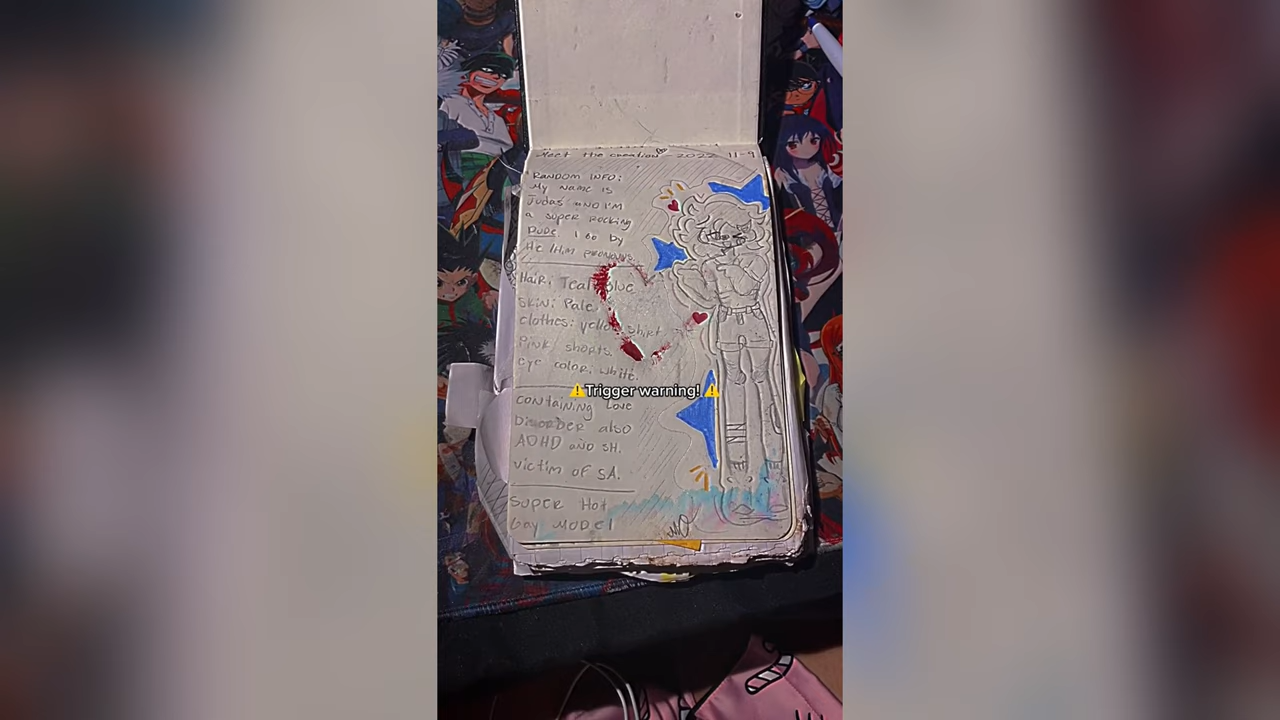 Meet the creation 2022 11-9
RANDOM INFO:
My name is
Judas and I'm
a super rocking
Dude. I go by
He/Him pronouns.
Hair: Teal Blue
Skin: Pale
clothes: yellow shirt
Pink shorts.
eye color: white.
⚠️Trigger warning!⚠️
containing Love
Disorder also
ADHD and SH.
victim of SA.
Super Hot
Gay MODEL